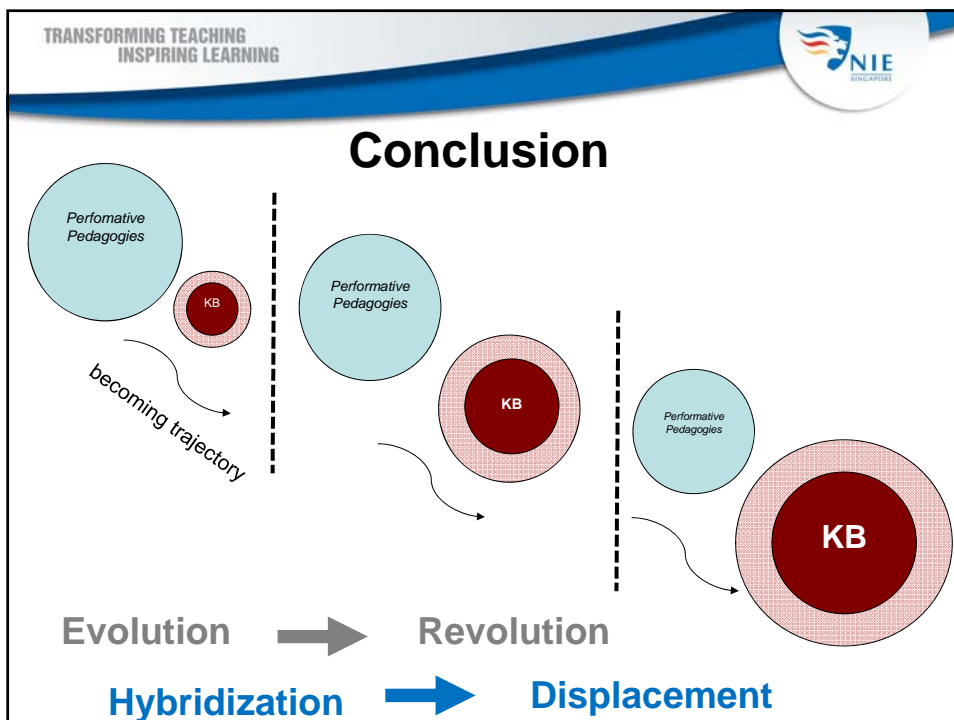 TRANSFORMING TEACHING
INSPIRING LEARNING
NIE
SINGAPORE
Conclusion
Perfomative
Pedagogies
KB
becoming trajectory
Performative
Pedagogies
KB
Performative
Pedagogies
KB
Evolution Revolution
Hybridization Displacement